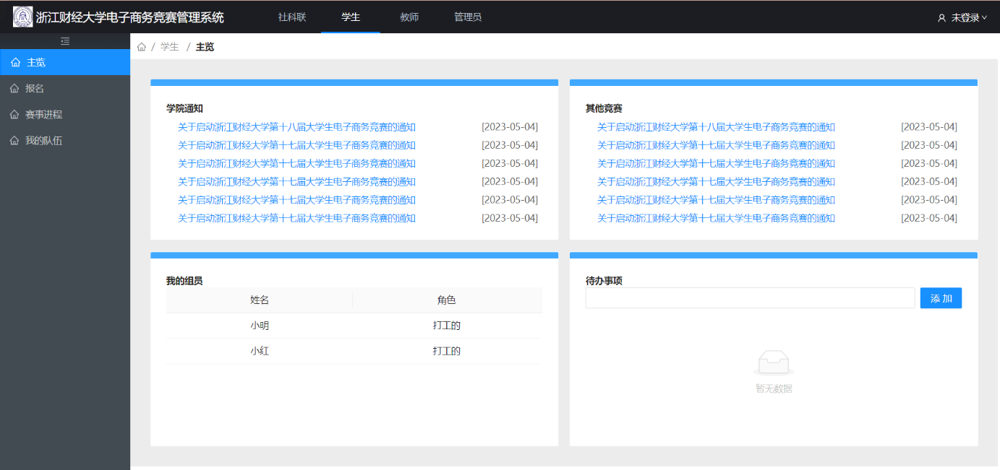 浙江财经大学电子商务竞赛管理系统 社科联 学生 教师 管理员 未登录
主览
报名
赛事进程
我的队伍
/ 学生 / 主览
学院通知
关于启动浙江财经大学第十八届大学生电子商务竞赛的通知 [2023-05-04]
关于启动浙江财经大学第十七届大学生电子商务竞赛的通知 [2023-05-04]
关于启动浙江财经大学第十七届大学生电子商务竞赛的通知 [2023-05-04]
关于启动浙江财经大学第十七届大学生电子商务竞赛的通知 [2023-05-04]
关于启动浙江财经大学第十七届大学生电子商务竞赛的通知 [2023-05-04]
关于启动浙江财经大学第十七届大学生电子商务竞赛的通知 [2023-05-04]
其他竞赛
关于启动浙江财经大学第十八届大学生电子商务竞赛的通知 [2023-05-04]
关于启动浙江财经大学第十七届大学生电子商务竞赛的通知 [2023-05-04]
关于启动浙江财经大学第十七届大学生电子商务竞赛的通知 [2023-05-04]
关于启动浙江财经大学第十七届大学生电子商务竞赛的通知 [2023-05-04]
关于启动浙江财经大学第十七届大学生电子商务竞赛的通知 [2023-05-04]
关于启动浙江财经大学第十七届大学生电子商务竞赛的通知 [2023-05-04]
我的组员
姓名 角色
小明 打工的
小红 打工的
待办事项
添 加
暂无数据